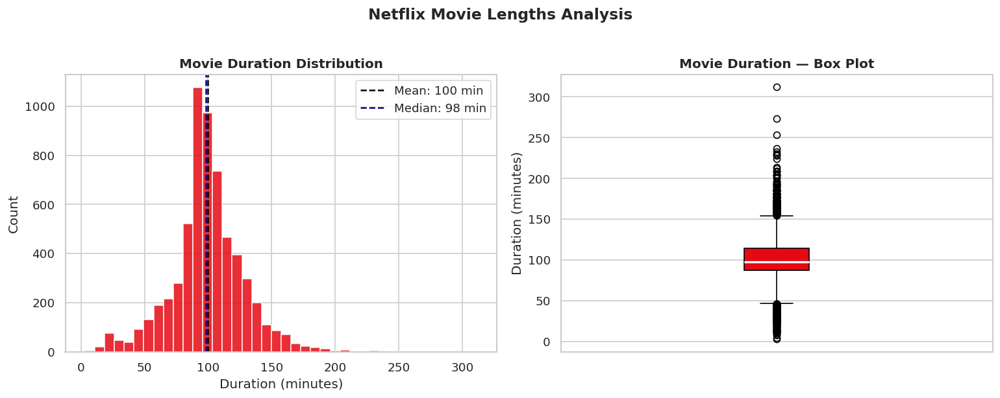 Netflix Movie Lengths Analysis
Movie Duration Distribution
Mean: 100 min
Median: 98 min
Count
1000
800
600
400
200
0
0 50 100 150 200 250 300
Duration (minutes)
Movie Duration — Box Plot
Duration (minutes)
300
250
200
150
100
50
0